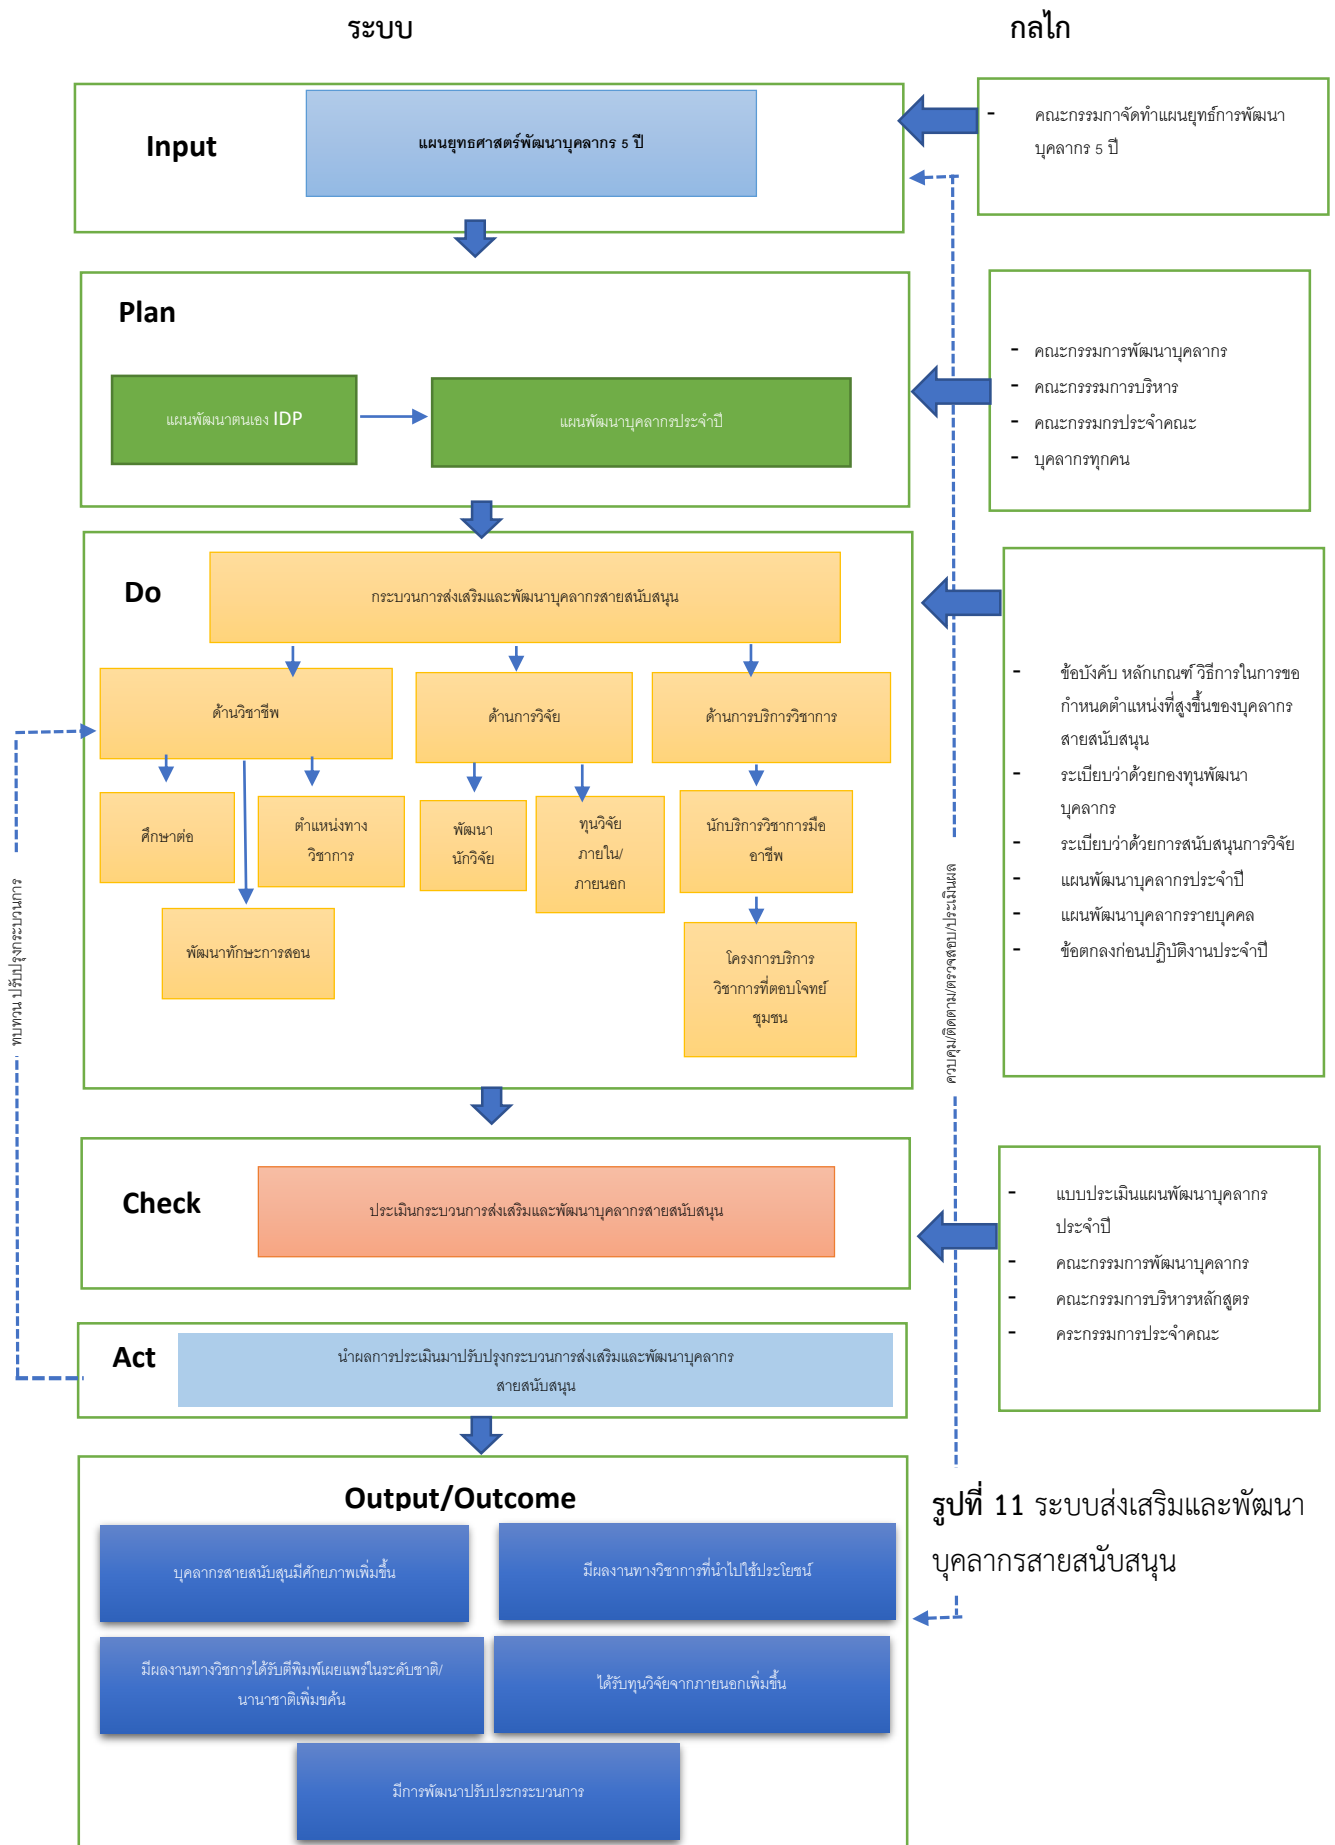 ระบบ
กลไก
Input
แผนยุทธศาสตร์พัฒนาบุคลากร 5 ปี
- คณะกรรมกาจัดทำแผนยุทธ์การพัฒนา
บุคลากร 5 ปี
Plan
แผนพัฒนาตนเอง IDP
แผนพัฒนาบุคลากรประจำปี
- คณะกรรมการพัฒนาบุคลากร
- คณะกรรรมการบริหาร
- คณะกรรมกรประจำคณะ
- บุคลากรทุกคน
Do
กระบวนการส่งเสริมและพัฒนาบุคลากรสายสนับสนุน
ด้านวิชาชีพ
ด้านการวิจัย
ด้านการบริการวิชาการ
ศึกษาต่อ
ตำแหน่งทาง
วิชาการ
พัฒนา
นักวิจัย
ทุนวิจัย
ภายใน/
ภายนอก
นักบริการวิชาการมือ
อาชีพ
พัฒนาทักษะการสอน
โครงการบริการ
วิชาการที่ตอบโจทย์
ชุมชน
- ข้อบังคับ หลักเกณฑ์ วิธีการในการขอ
กำหนดตำแหน่งที่สูงขึ้นของบุคลากร
สายสนับสนุน
- ระเบียบว่าด้วยกองทุนพัฒนา
บุคลากร
- ระเบียบว่าด้วยการสนับสนุนการวิจัย
- แผนพัฒนาบุคลากรประจำปี
- แผนพัฒนาบุคลากรรายบุคคล
- ข้อตกลงก่อนปฏิบัติงานประจำปี
ทบทวน ปรับปรุงกระบวนการ
ควบคุม/ติดตาม/ตรวจสอบ/ประเมินผล
Check
ประเมินกระบวนการส่งเสริมและพัฒนาบุคลากรสายสนับสนุน
- แบบประเมินแผนพัฒนาบุคลากร
ประจำปี
- คณะกรรมการพัฒนาบุคลากร
- คณะกรรมการบริหารหลักสูตร
- คระกรรมการประจำคณะ
Act
นำผลการประเมินมาปรับปรุงกระบวนการส่งเสริมและพัฒนาบุคลากร
สายสนับสนุน
Output/Outcome
บุคลากรสายสนับสุนมีศักยภาพเพิ่มขึ้น
มีผลงานทางวิชาการที่นำไปใช้ประโยชน์
มีผลงานทางวิชการได้รับตีพิมพ์เผยแพร่ในระดับชาติ/
นานาชาติเพิ่มขค้น
ได้รับทุนวิจัยจากภายนอกเพิ่มขึ้น
มีการพัฒนาปรับประกระบวนการ
รูปที่ 11 ระบบส่งเสริมและพัฒนา
บุคลากรสายสนับสนุน